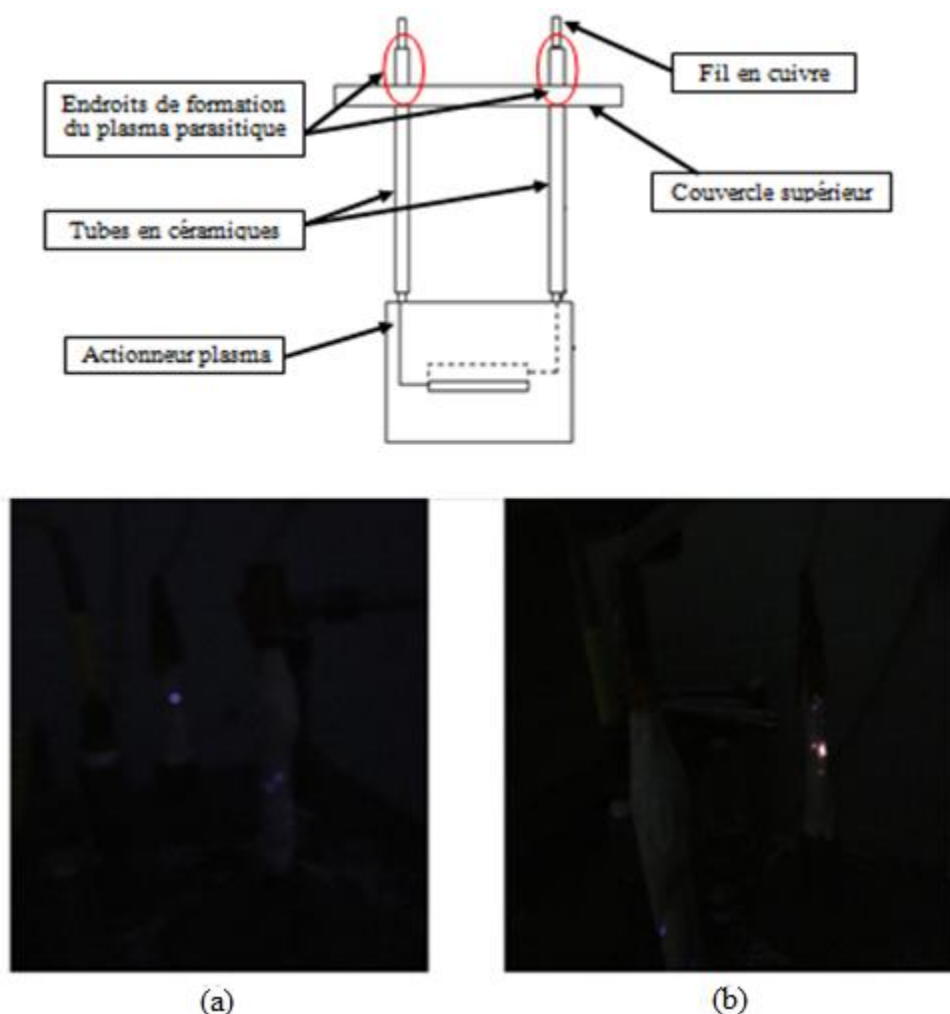 Fil en cuivre
Endroits de formation
du plasma parasitique
Couvercle supérieur
Tubes en céramiques
Actionneur plasma
(a)
(b)